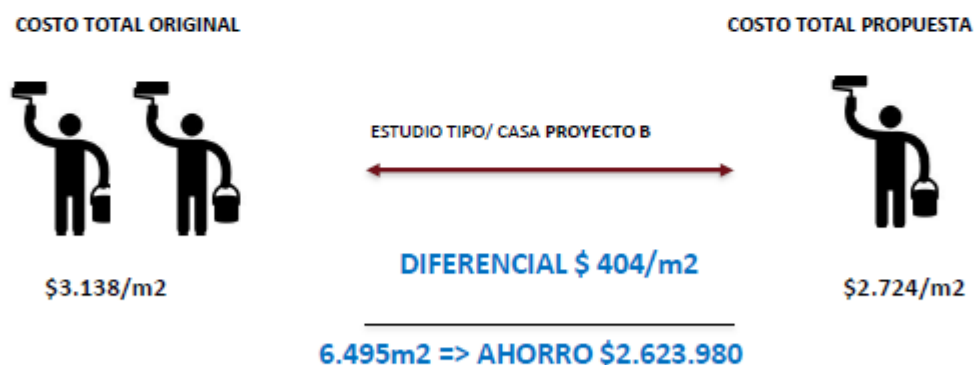 COSTO TOTAL ORIGINAL
COSTO TOTAL PROPUESTA
ESTUDIO TIPO/ CASA PROYECTO B
DIFERENCIAL $ 404/m2
$3.138/m2
$2.724/m2
6.495m2 => AHORRO $2.623.980